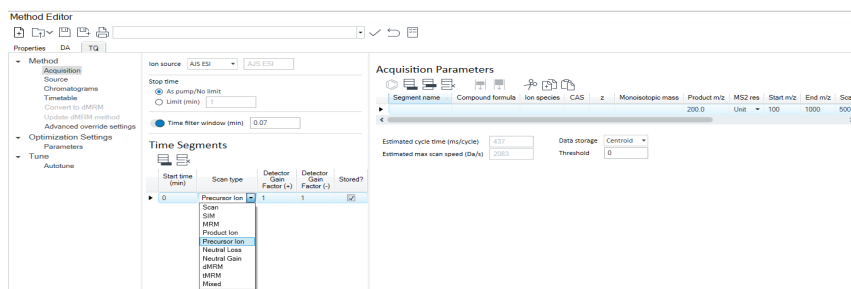 Method Editor
Properties DA TQ
Method
Acquisition
Source
Chromatograms
Timetable
Convert to dMRM
Update dMRM method
Advanced override settings
Optimization Settings
Parameters
Tune
Autotune
Ion source AJS ESI AJS ESI
Stop time
As pump/No limit
Limit (min) 1
Time filter window (min) 0.07
Time Segments
Start time (min) Scan type Detector Gain Factor (+) Detector Gain Factor (-) Stored?
0 Precursor Ion 1 1
Scan
SIM
MRM
Product Ion
Precursor Ion
Neutral Loss
Neutral Gain
dMRM
tMRM
Mixed
Acquisition Parameters
Segment name Compound formula Ion species CAS z Monoisotopic mass Product m/z MS2 res Start m/z End m/z Sca
200.0 Unit 100 1000 500
Estimated cycle time (ms/cycle) 437 Data storage Centroid
Estimated max scan speed (Da/s) 2083 Threshold 0